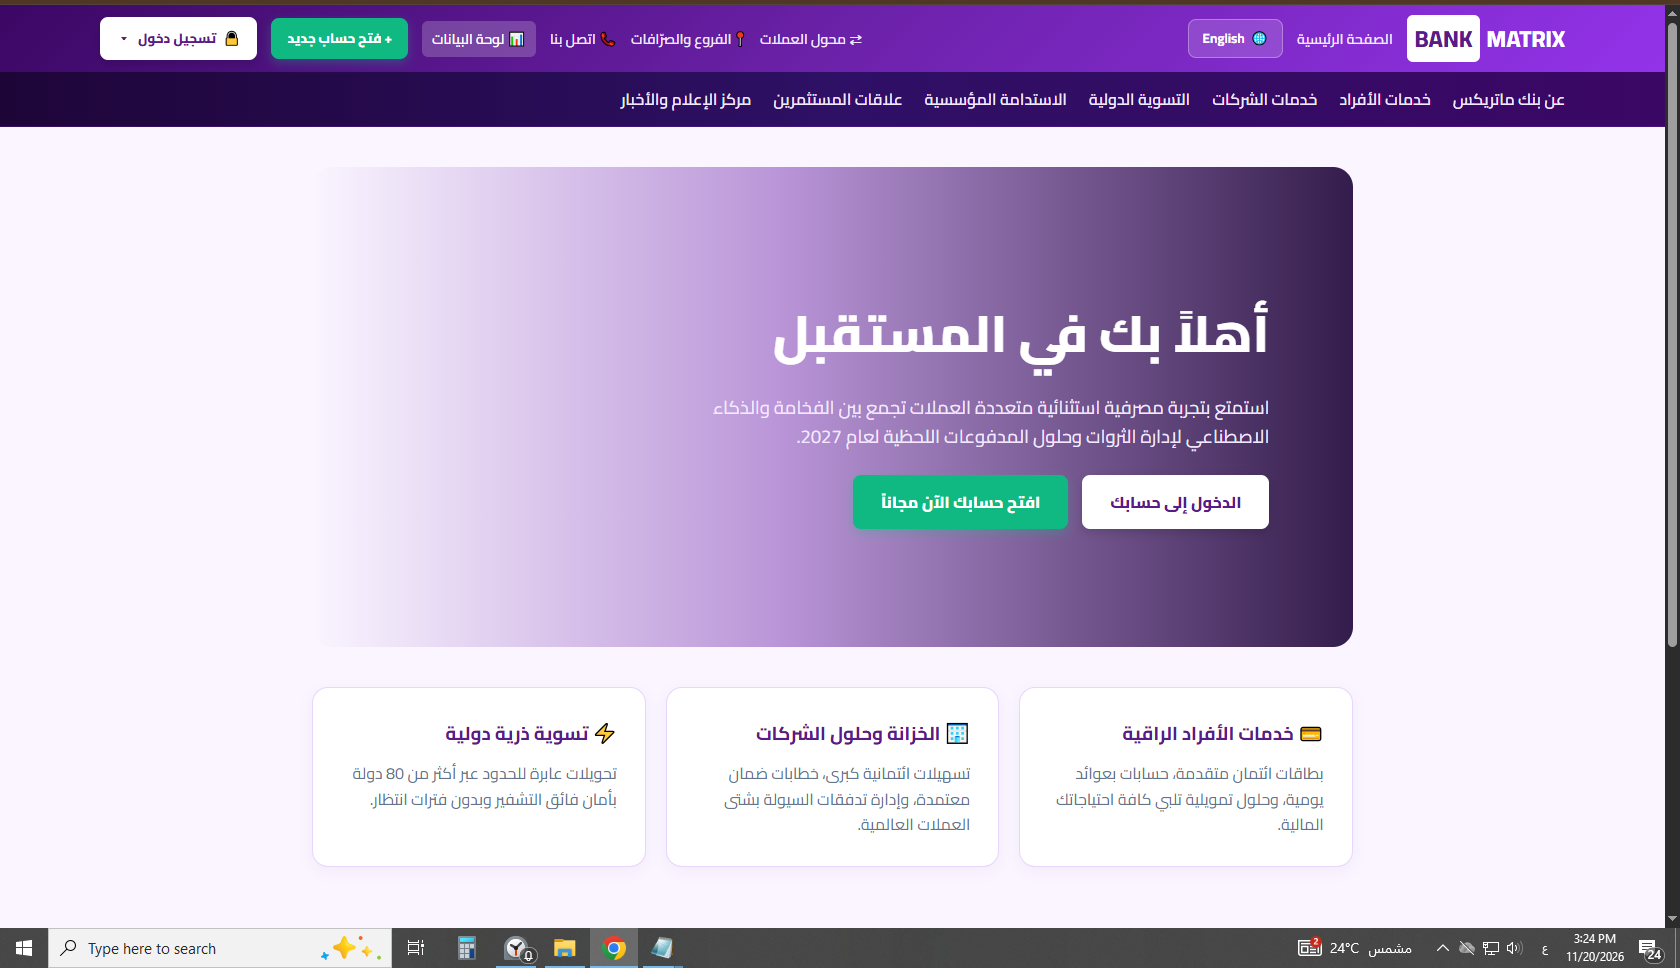 BANK MATRIX
الصفحة الرئيسية
English
⇄ محول العملات
الفروع والصرّافات
اتصل بنا
لوحة البيانات
+ فتح حساب جديد
تسجيل دخول
عن بنك ماتريكس
خدمات الأفراد
خدمات الشركات
التسوية الدولية
الاستدامة المؤسسية
علاقات المستثمرين
مركز الإعلام والأخبار
أهلاً بك في المستقبل
استمتع بتجربة مصرفية استثنائية متعددة العملات تجمع بين الفخامة والذكاء
الاصطناعي لإدارة الثروات وحلول المدفوعات اللحظية لعام 2027.
الدخول إلى حسابك
افتح حسابك الآن مجاناً
خدمات الأفراد الراقية
بطاقات ائتمان متقدمة، حسابات بعوائد
يومية، وحلول تمويلية تلبي كافة احتياجاتك
المالية.
الخزانة وحلول الشركات
تسهيلات ائتمانية كبرى، خطابات ضمان
معتمدة، وإدارة تدفقات السيولة بشتى
العملات العالمية.
تسوية ذرية دولية
تحويلات عابرة للحدود عبر أكثر من 80 دولة
بأمان فائق التشفير وبدون فترات انتظار.
Type here to search
0
2
24°C مشمس
ع
3:24 PM
11/20/2026
24